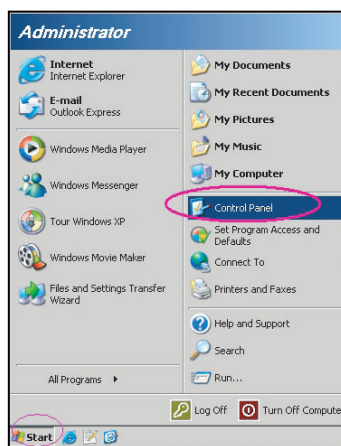 Administrator
Internet
Internet Explorer
E-mail
Outlook Express
Windows Media Player
Windows Messenger
Tour Windows XP
Windows Movie Maker
Files and Settings Transfer
Wizard
All Programs
My Documents
My Recent Documents
My Pictures
My Music
My Computer
Control Panel
Set Program Access and
Defaults
Connect To
Printers and Faxes
Help and Support
Search
Run...
Log Off
Turn Off Compute
Start